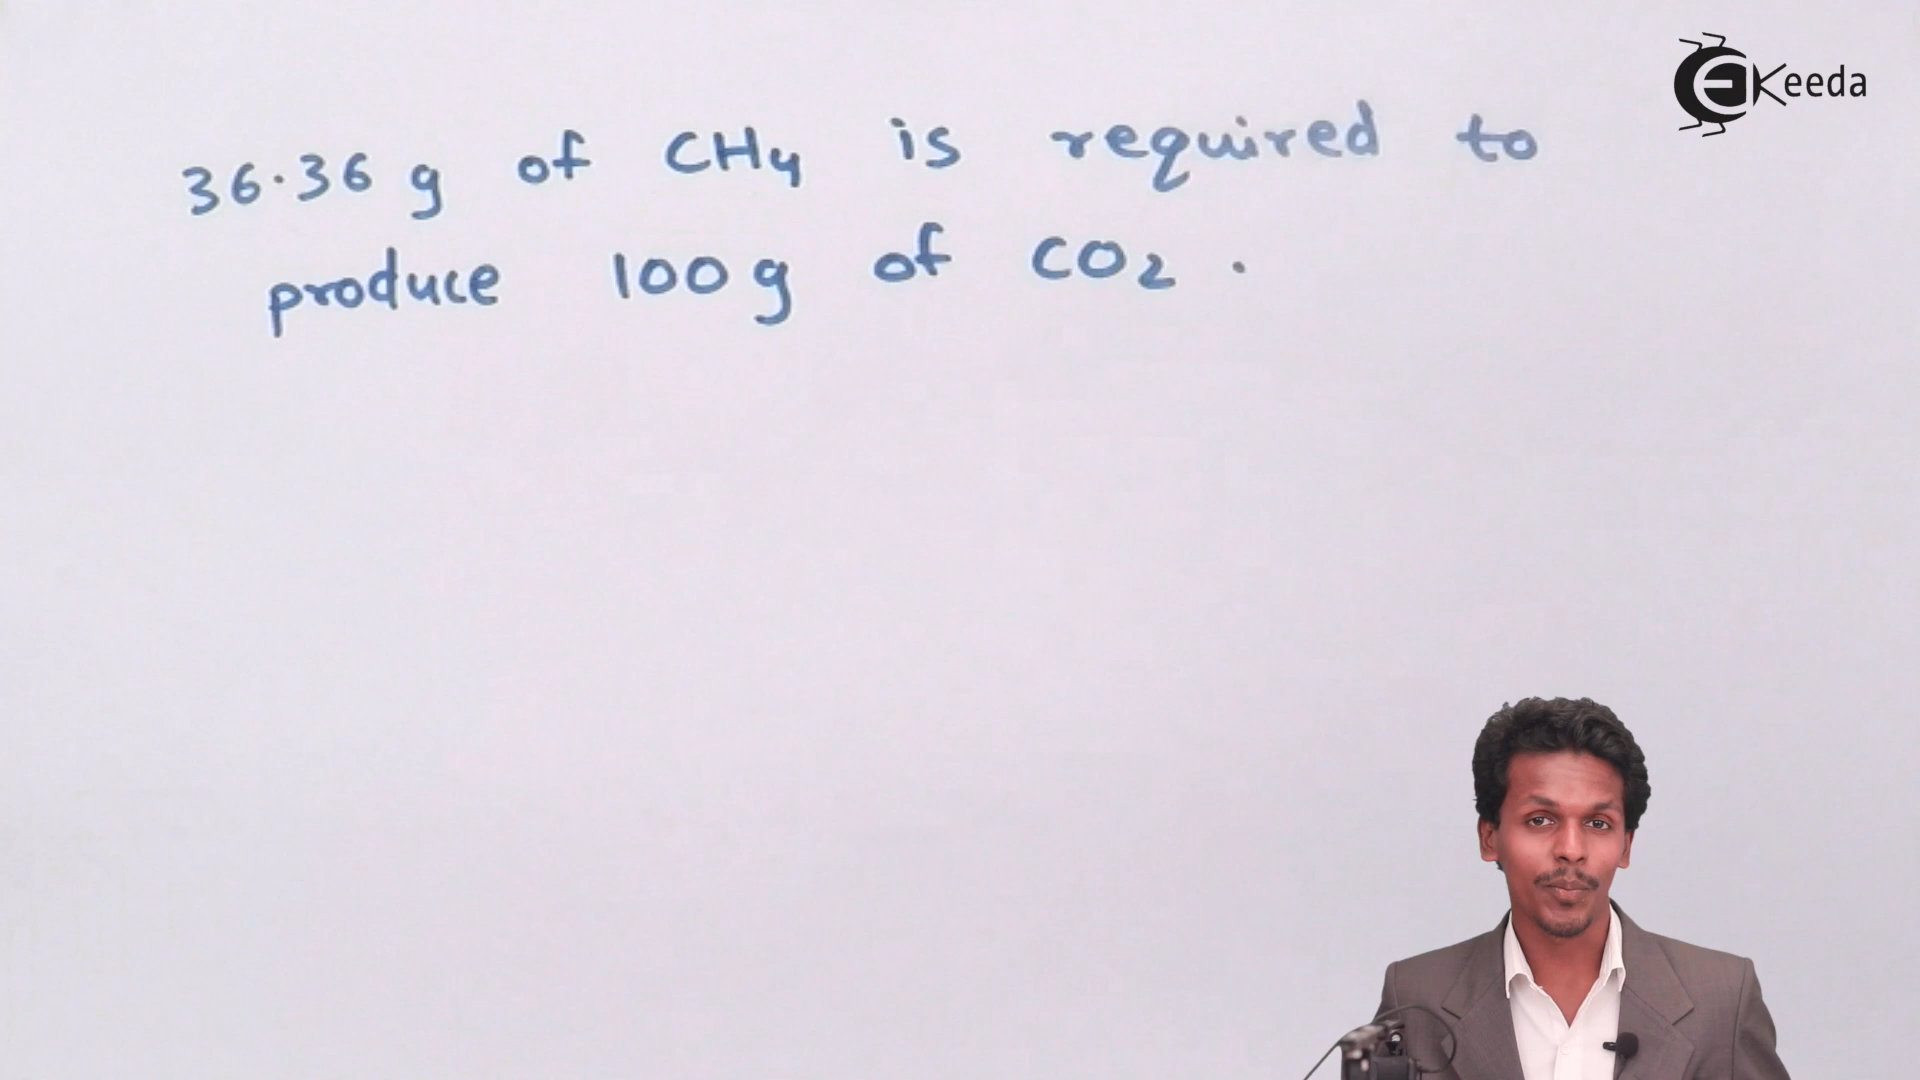 EKeeda
36.36 g of CH4 is required to
produce 100 g of CO2.